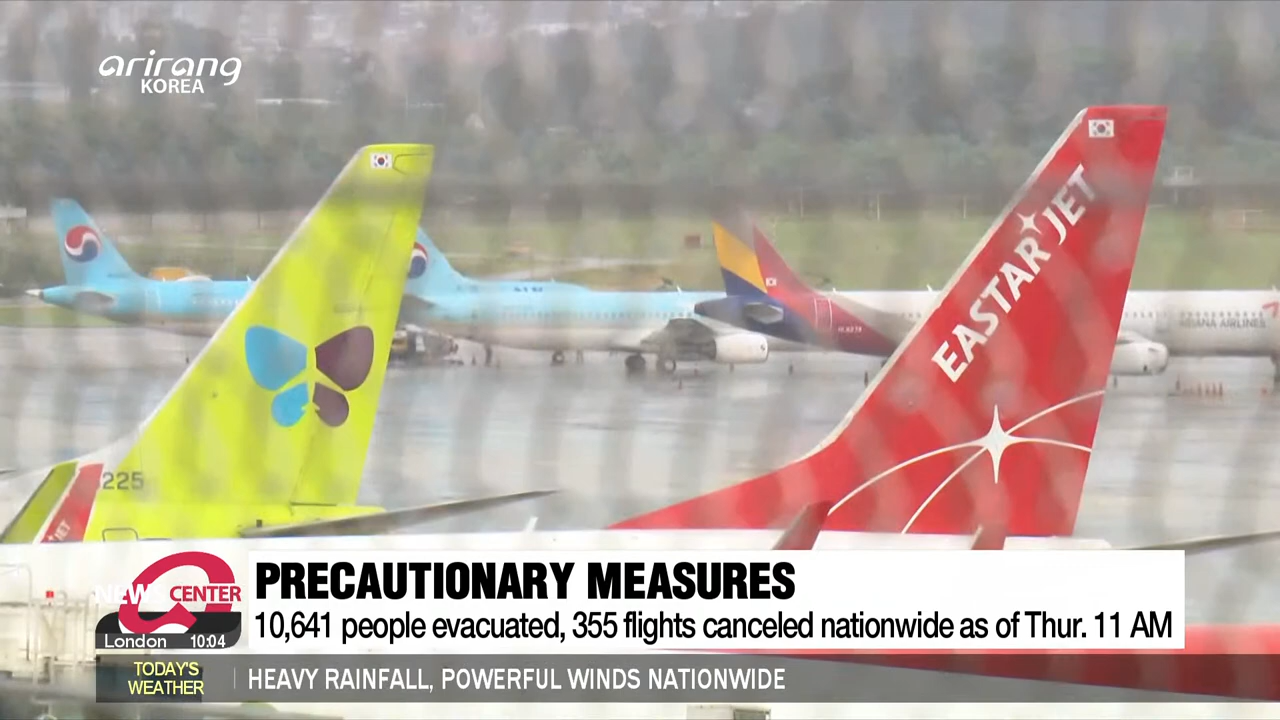 arirang
KOREA
EASTAR JET
225
JET
ASIANA AIRLINES
NEWS CENTER
London 10:04
PRECAUTIONARY MEASURES
10,641 people evacuated, 355 flights canceled nationwide as of Thur. 11 AM
TODAY'S
WEATHER
HEAVY RAINFALL, POWERFUL WINDS NATIONWIDE